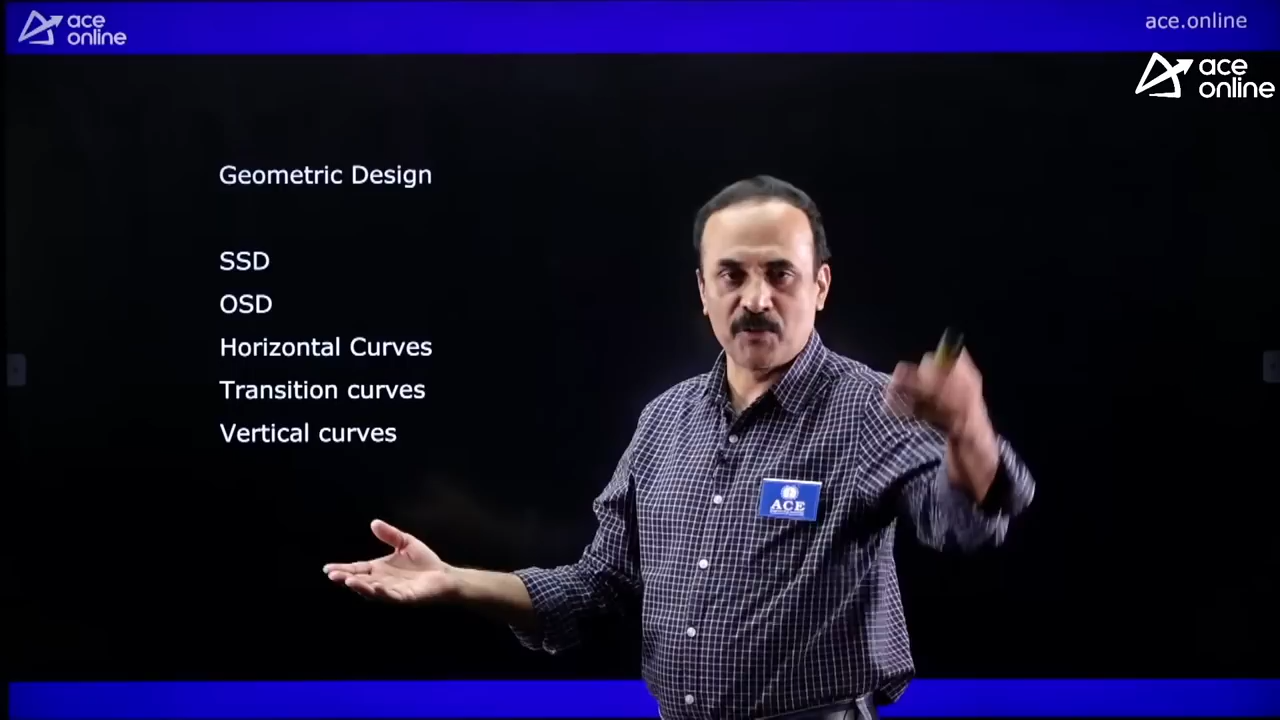 ace
online
ace.online
ace
online
Geometric Design
SSD
OSD
Horizontal Curves
Transition curves
Vertical curves
ACE